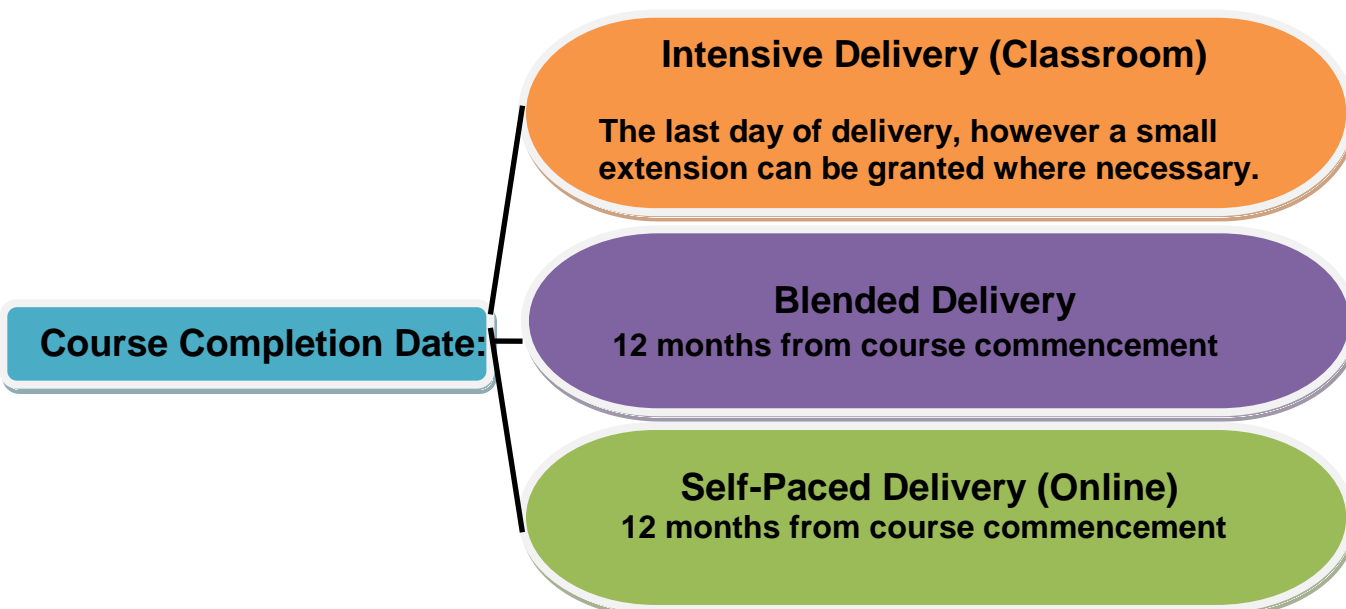 Course Completion Date:
Intensive Delivery (Classroom)
The last day of delivery, however a small
extension can be granted where necessary.
Blended Delivery
12 months from course commencement
Self-Paced Delivery (Online)
12 months from course commencement